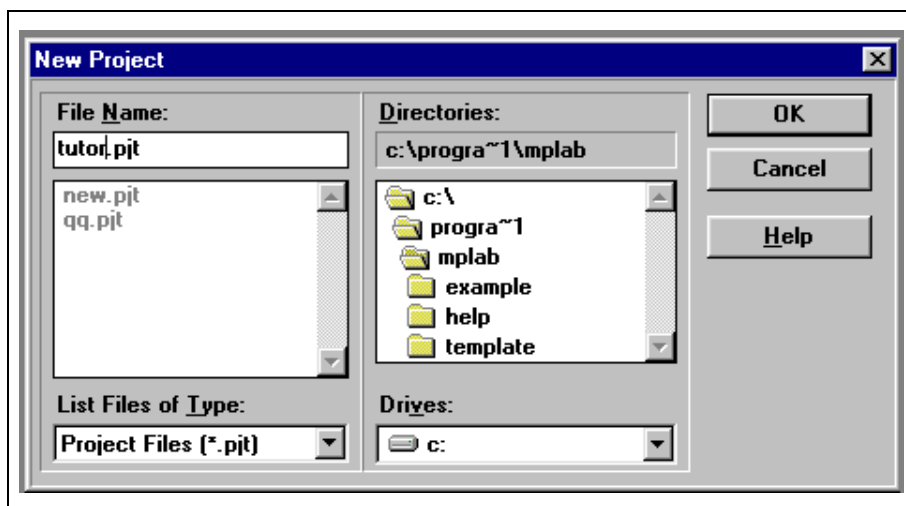 New Project
File Name:
tutor.pjt
new.pjt
qq.pjt
List Files of Type:
Project Files (*.pjt)
Directories:
c:\progra~1\mplab
c:\
progra~1
mplab
example
help
template
Drives:
c:
OK
Cancel
Help